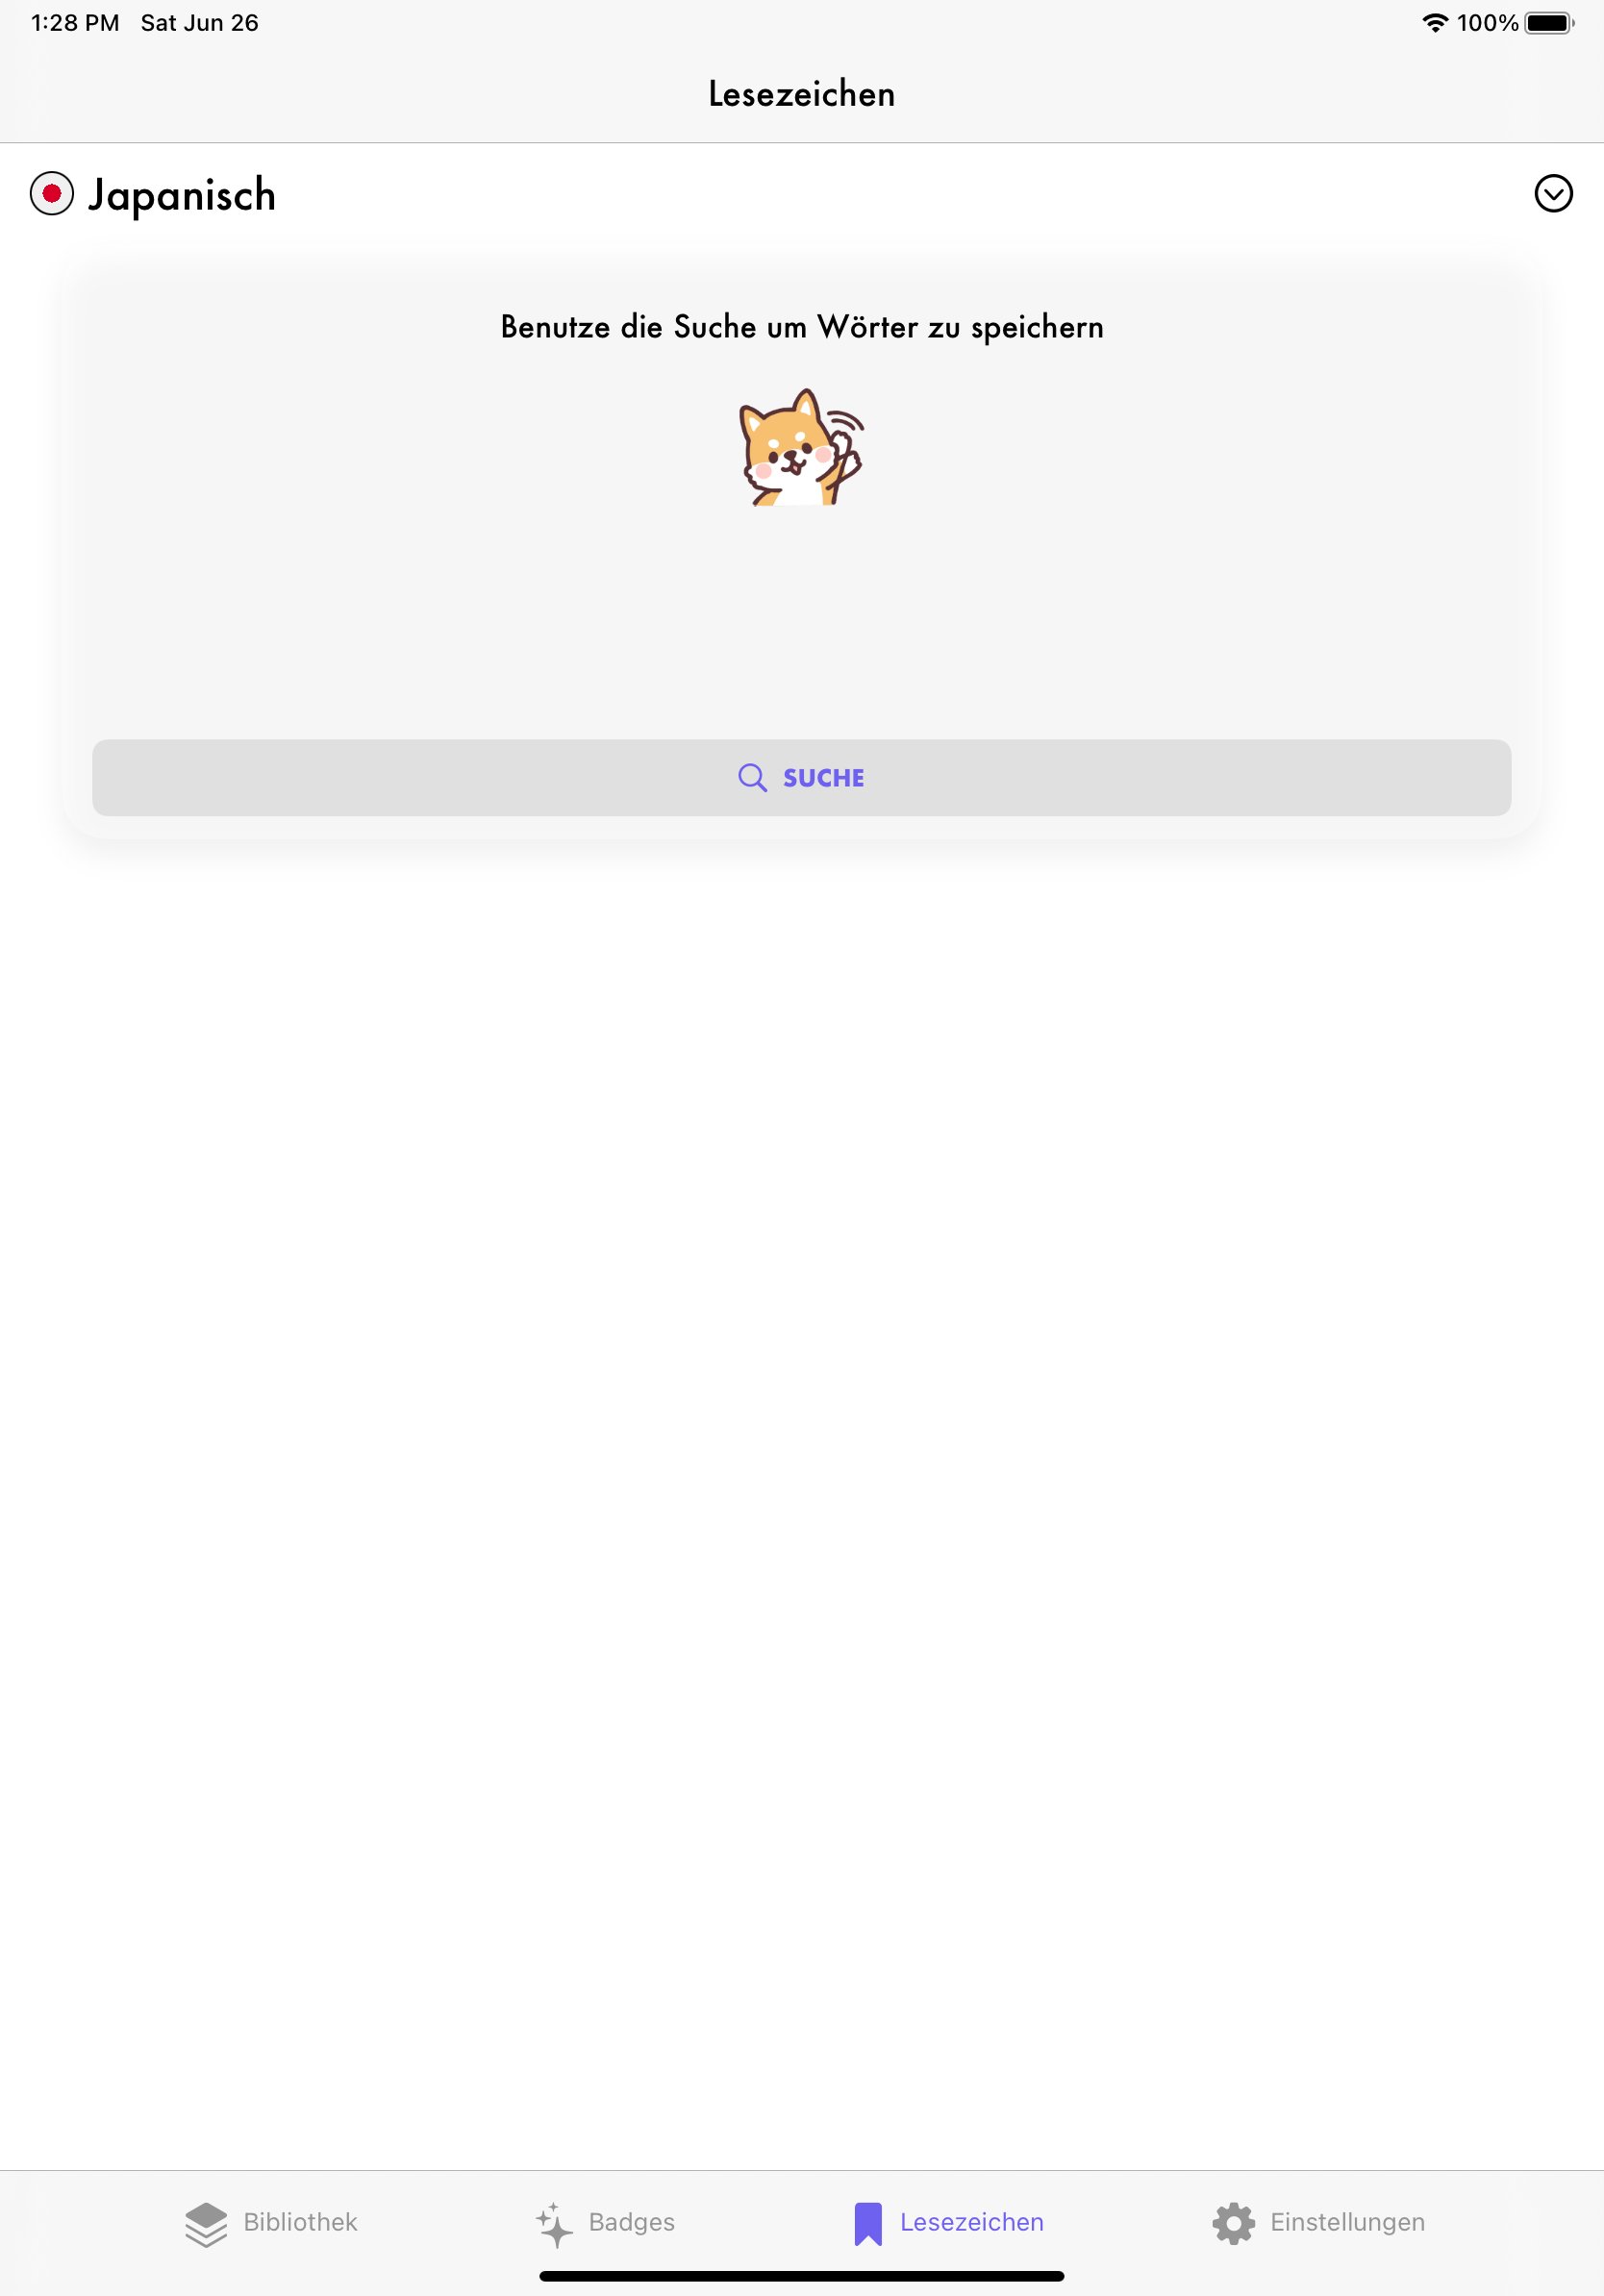 1:28 PM Sat Jun 26 100%
Lesezeichen
Japanisch
Benutze die Suche um Wörter zu speichern
SUCHE
Bibliothek Badges Lesezeichen Einstellungen